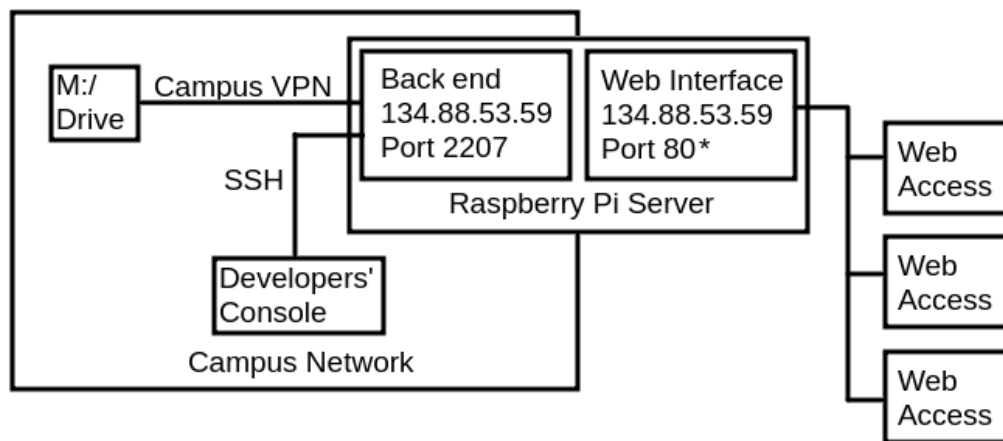 M:/
Drive
Campus VPN
Back end
134.88.53.59
Port 2207
Web Interface
134.88.53.59
Port 80*
Raspberry Pi Server
SSH
Developers'
Console
Campus Network
Web
Access
Web
Access
Web
Access